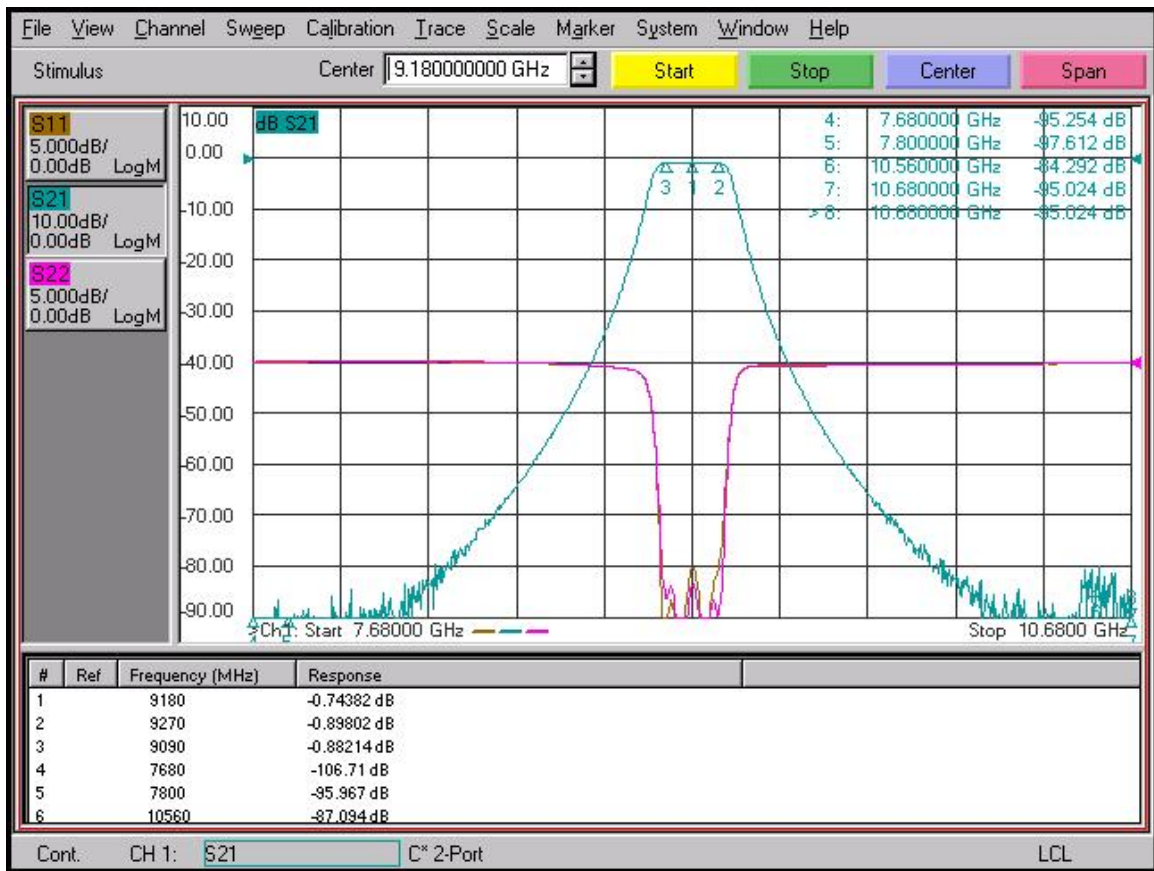 File View Channel Sweep Calibration Trace Scale Marker System Window Help
Stimulus Center 9.180000000 GHz Start Stop Center Span
S11
5.000dB/
0.00dB LogM
S21
10.00dB/
0.00dB LogM
S22
5.000dB/
0.00dB LogM
dB S21
10.00
0.00
-10.00
-20.00
-30.00
-40.00
-50.00
-60.00
-70.00
-80.00
-90.00
4: 7.680000 GHz -95.254 dB
5: 7.800000 GHz -97.612 dB
6: 10.560000 GHz -84.292 dB
7: 10.680000 GHz -95.024 dB
> 8: 10.680000 GHz -95.024 dB
3 1 2
>Ch1: Start 7.68000 GHz Stop 10.6800 GHz
# Ref Frequency (MHz) Response
1 9180 -0.74382 dB
2 9270 -0.89802 dB
3 9090 -0.88214 dB
4 7680 -106.71 dB
5 7800 -95.967 dB
6 10560 -87.094 dB
Cont. CH 1: S21 C* 2-Port LCL